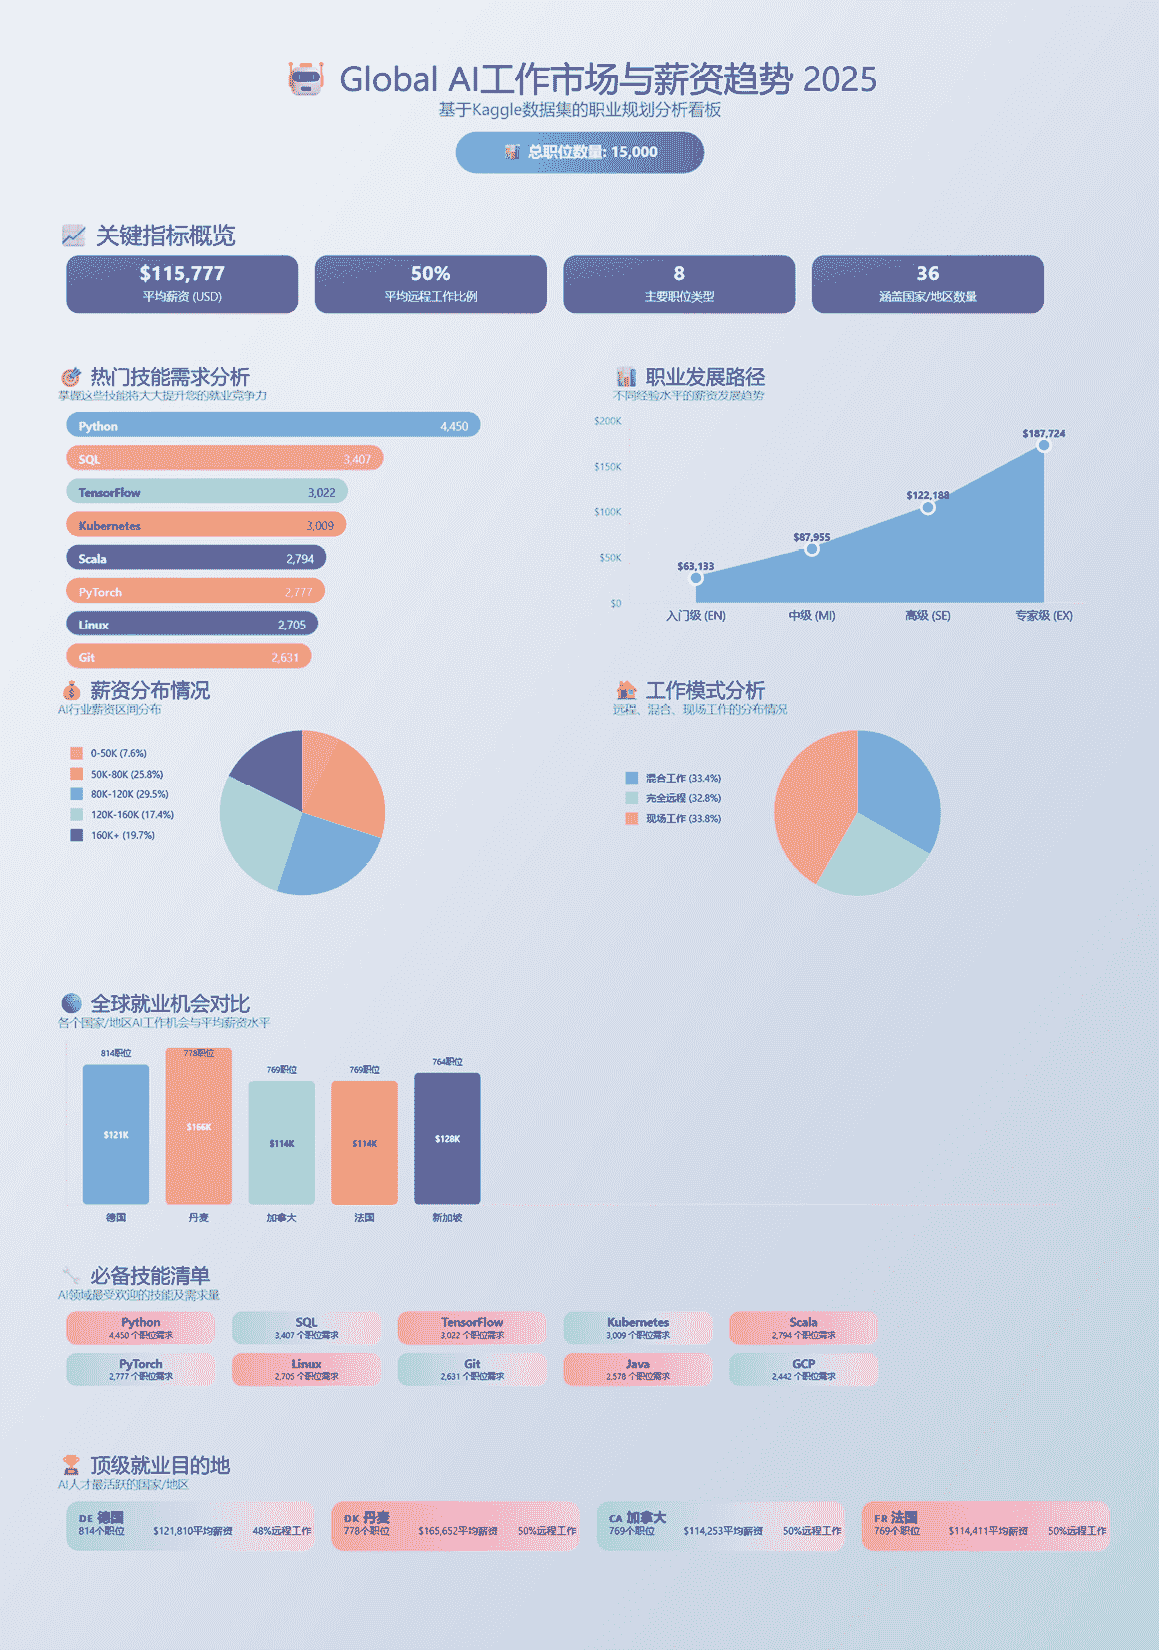 Global AI工作市场与薪资趋势 2025
基于Kaggle数据集的职业规划分析看板
总职位数量: 15,000
关键指标概览
$115,777
平均薪资 (USD)
50%
平均远程工作比例
8
主要职位类型
36
涵盖国家/地区数量
热门技能需求分析
掌握这些技能将大大提升您的就业竞争力
Python 4,450
SQL 3,407
TensorFlow 3,022
Kubernetes 3,009
Scala 2,794
PyTorch 2,777
Linux 2,705
Git 2,631
职业发展路径
不同经验水平的薪资发展趋势
$200K
$150K
$100K
$50K
$0
$63,133
$87,955
$122,188
$187,724
入门级 (EN)
中级 (MI)
高级 (SE)
专家级 (EX)
薪资分布情况
AI行业薪资区间分布
0-50K (7.6%)
50K-80K (25.8%)
80K-120K (29.5%)
120K-160K (17.4%)
160K+ (19.7%)
工作模式分析
远程、混合、现场工作的分布情况
混合工作 (33.4%)
完全远程 (32.8%)
现场工作 (33.8%)
全球就业机会对比
各个国家/地区AI工作机会与平均薪资水平
814职位
778职位
769职位
769职位
764职位
$121K
$166K
$114K
$114K
$128K
德国
丹麦
加拿大
法国
新加坡
必备技能清单
AI领域最受欢迎的技能及需求量
Python
4,450 个职位需求
SQL
3,407 个职位需求
TensorFlow
3,022 个职位需求
Kubernetes
3,009 个职位需求
Scala
2,794 个职位需求
PyTorch
2,777 个职位需求
Linux
2,705 个职位需求
Git
2,631 个职位需求
Java
2,578 个职位需求
GCP
2,442 个职位需求
顶级就业目的地
AI人才最活跃的国家/地区
DE 德国
814个职位 $121,810平均薪资 48%远程工作
DK 丹麦
778个职位 $165,652平均薪资 50%远程工作
CA 加拿大
769个职位 $114,253平均薪资 50%远程工作
FR 法国
769个职位 $114,411平均薪资 50%远程工作